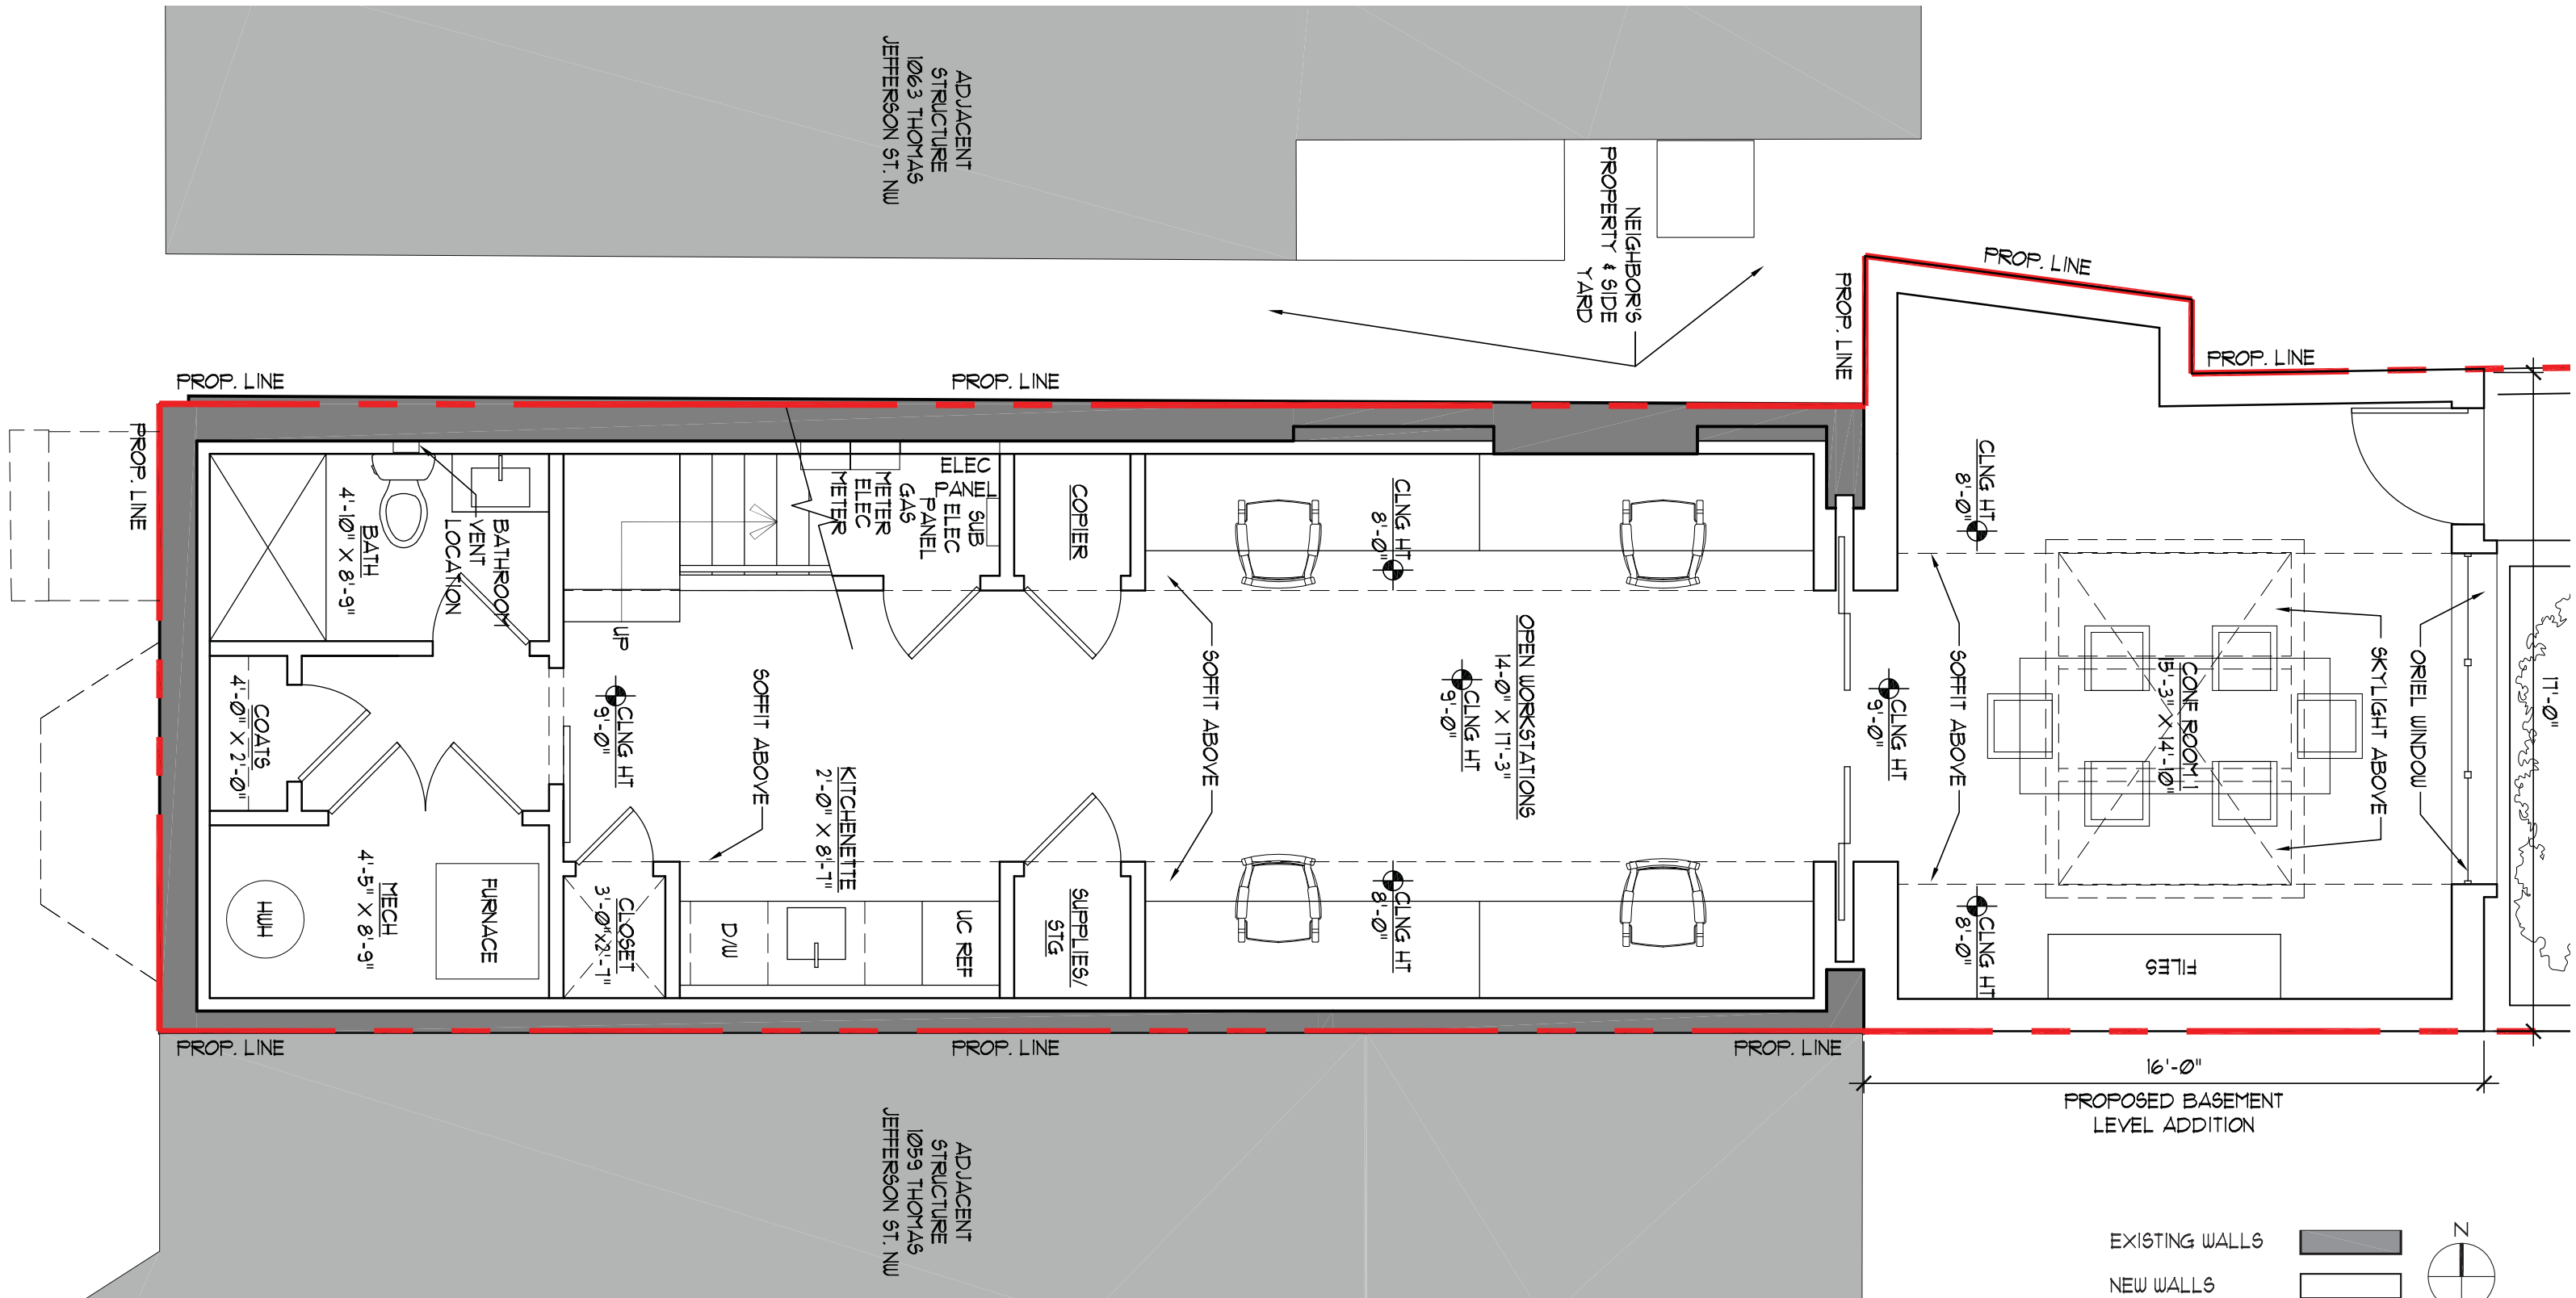 ADJACENT
STRUCTURE
1063 THOMAS
JEFFERSON ST. NW
NEIGHBOR'S
PROPERTY & SIDE
YARD
PROP. LINE
PROP. LINE
PROP. LINE
PROP. LINE
PROP. LINE
PROP. LINE
BATH
4'-10" X 8'-9"
BATHROOM
VENT
LOCATION
ELEC
PANEL
SUB
ELEC
PANEL
GAS
METER
ELEC
METER
COPIER
CLNG HT
8'-0"
CLNG HT
8'-0"
UP
COATS
4'-0" X 2'-0"
CLNG HT
9'-0"
SOFFIT ABOVE
KITCHENETTE
2'-0" X 8'-7"
SOFFIT ABOVE
OPEN WORKSTATIONS
14'-0" X 17'-3"
CLNG HT
9'-0"
CLNG HT
9'-0"
SOFFIT ABOVE
CONF ROOM 1
15'-3" X 14'-10"
SKYLIGHT ABOVE
ORIEL WINDOW
17'-0"
HWH
MECH
4'-5" X 8'-9"
FURNACE
CLOSET
3'-0"X2'-7"
D/W
UC REF
SUPPLIES/
STG
CLNG HT
8'-0"
CLNG HT
8'-0"
FILES
PROP. LINE
PROP. LINE
PROP. LINE
16'-0"
PROPOSED BASEMENT
LEVEL ADDITION
ADJACENT
STRUCTURE
1059 THOMAS
JEFFERSON ST. NW
EXISTING WALLS
NEW WALLS
N